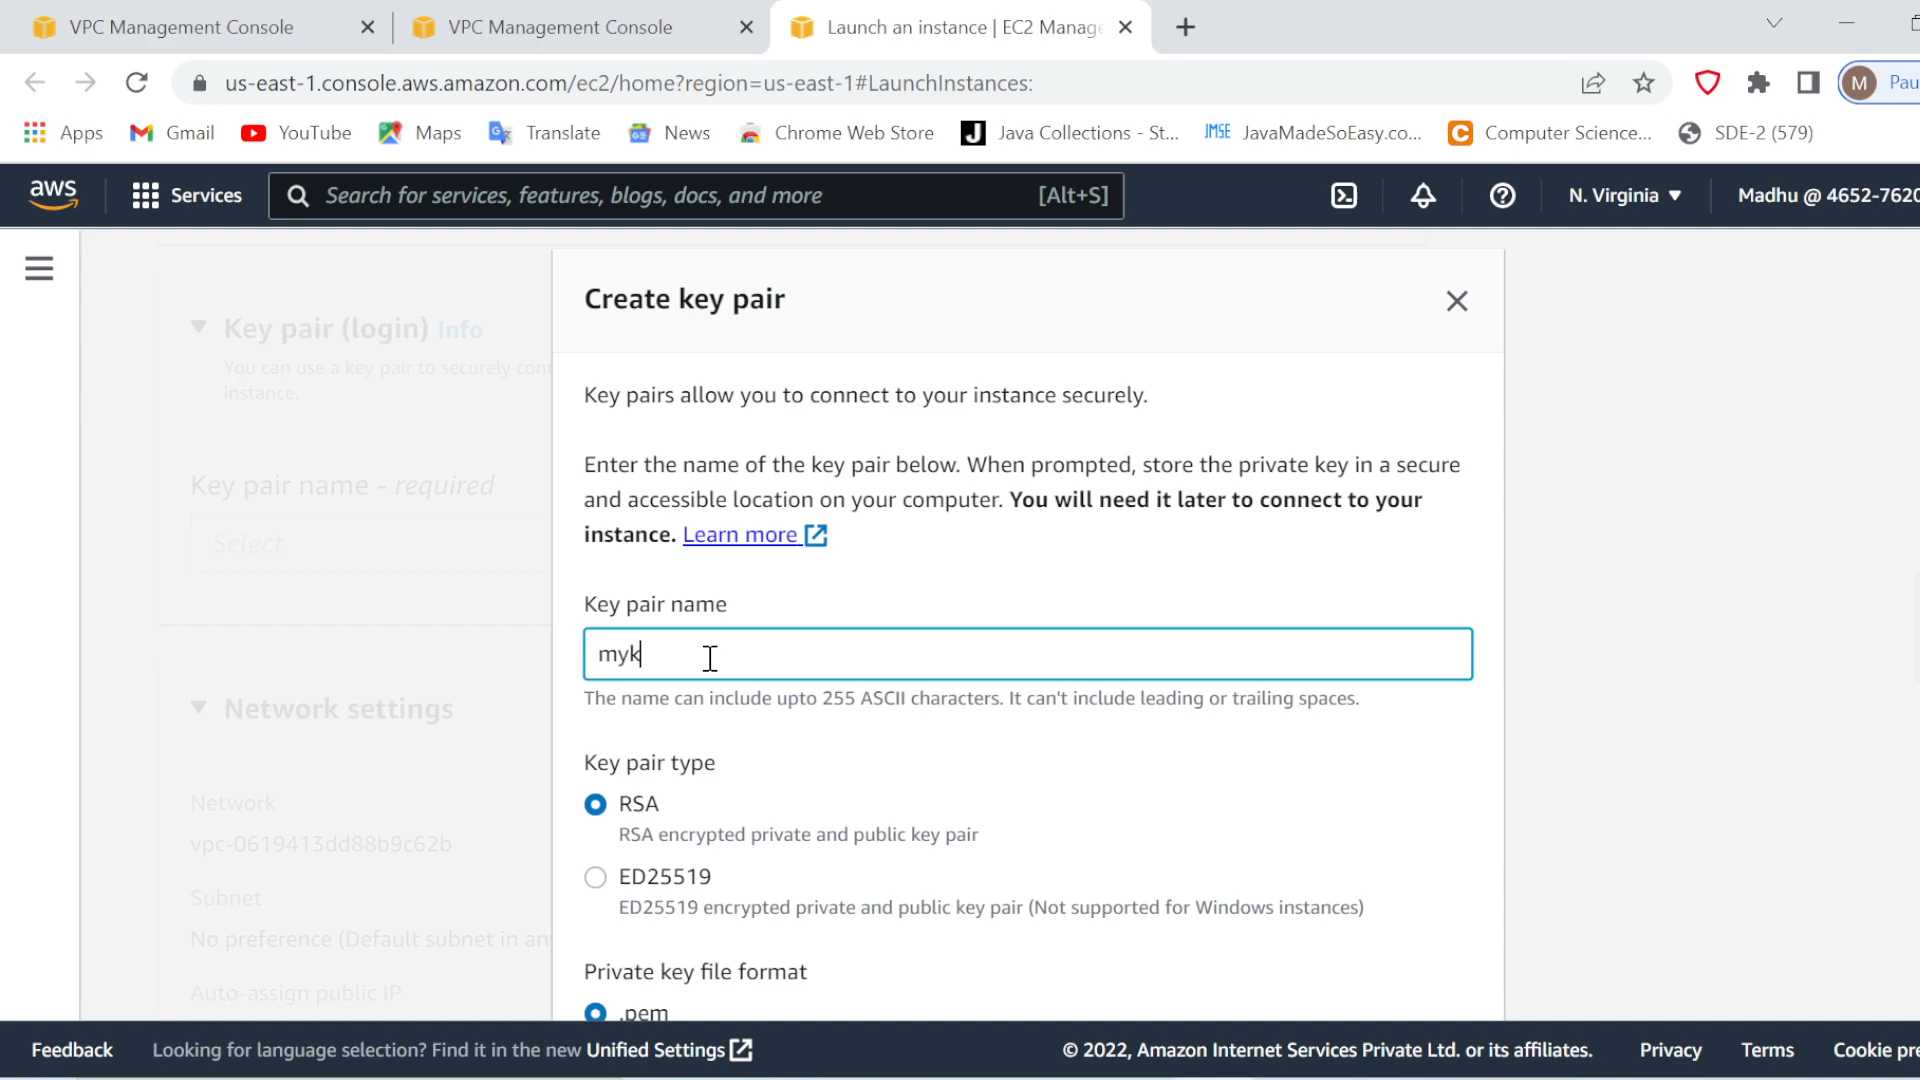 VPC Management Console
VPC Management Console
Launch an instance | EC2 Manage
us-east-1.console.aws.amazon.com/ec2/home?region=us-east-1#LaunchInstances:
M Pau
Apps Gmail YouTube Maps Translate News Chrome Web Store Java Collections - St... JavaMadeSoEasy.co... Computer Science... SDE-2 (579)
aws Services Search for services, features, blogs, docs, and more [Alt+S] N. Virginia Madhu @ 4652-7620
Create key pair
Key pair (login) Info
You can use a key pair to securely con
instance.
Key pairs allow you to connect to your instance securely.
Enter the name of the key pair below. When prompted, store the private key in a secure
and accessible location on your computer. You will need it later to connect to your
instance. Learn more
Key pair name - required
Select
Key pair name
myk
The name can include upto 255 ASCII characters. It can't include leading or trailing spaces.
Network settings
Key pair type
RSA
RSA encrypted private and public key pair
ED25519
ED25519 encrypted private and public key pair (Not supported for Windows instances)
Network
vpc-0619413dd88b9c62b
Subnet
No preference (Default subnet in any
Auto-assign public IP
Private key file format
.pem
Feedback Looking for language selection? Find it in the new Unified Settings © 2022, Amazon Internet Services Private Ltd. or its affiliates. Privacy Terms Cookie pre